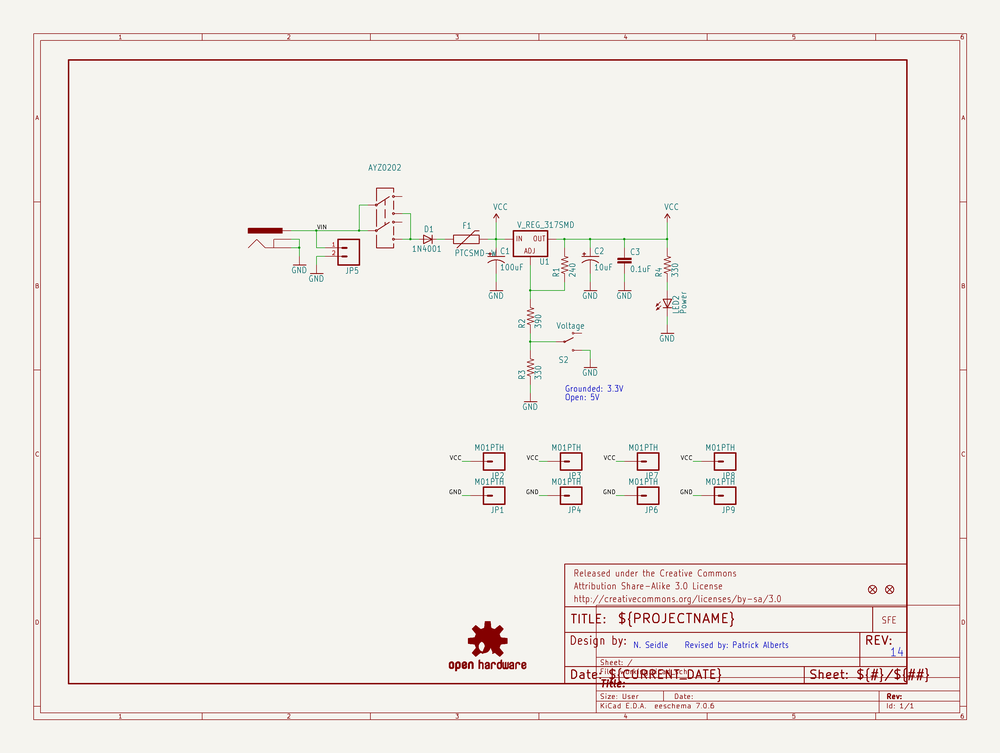 1 2 3 4 5 6
A A
B B
C C
D D
AYZ0202
VIN
1
2
JP5
GND
GND
D1
1N4001
F1
PTCSMD
VCC
C1
100uF
GND
V_REG_317SMD
IN OUT
ADJ
U1
R1
240
C2
10uF
GND
C3
0.1uF
GND
VCC
R4
330
LED2
Power
GND
R2
390
Voltage
S2
GND
R3
330
GND
Grounded: 3.3V
Open: 5V
M01PTH M01PTH M01PTH M01PTH
VCC VCC VCC VCC
JP2 JP3 JP7 JP8
M01PTH M01PTH M01PTH M01PTH
GND GND GND GND
JP1 JP4 JP6 JP9
Released under the Creative Commons
Attribution Share-Alike 3.0 License
http://creativecommons.org/licenses/by-sa/3.0
TITLE: ${PROJECTNAME}
SFE
Design by: N. Seidle Revised by: Patrick Alberts
REV:
14
Sheet: /
Date: ${CURRENT_DATE}
Sheet: ${#}/${##}
Title:
Size: User Date: Rev:
KiCad E.D.A. eeschema 7.0.6 Id: 1/1
open hardware
1 2 3 4 5 6